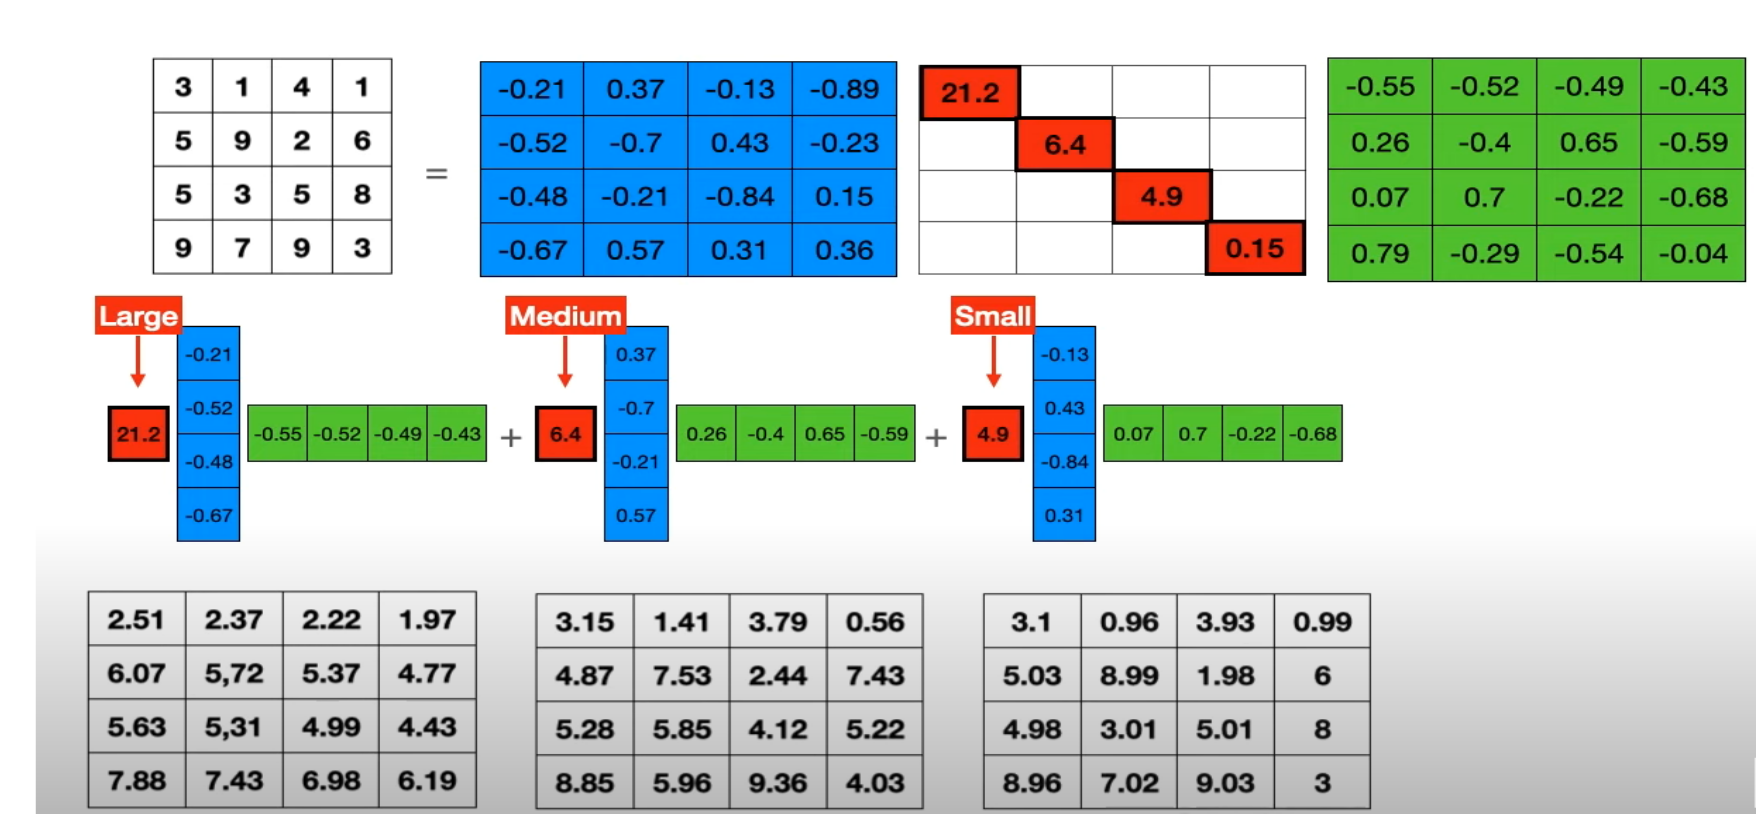 3 1 4 1 -0.21 0.37 -0.13 -0.89 21.2 -0.55 -0.52 -0.49 -0.43
5 9 2 6 -0.52 -0.7 0.43 -0.23 6.4 0.26 -0.4 0.65 -0.59
=
5 3 5 8 -0.48 -0.21 -0.84 0.15 4.9 0.07 0.7 -0.22 -0.68
9 7 9 3 -0.67 0.57 0.31 0.36 0.15 0.79 -0.29 -0.54 -0.04
Large Medium Small
-0.21 0.37 -0.13
-0.52 -0.7 0.43
21.2 -0.55 -0.52 -0.49 -0.43 + 6.4 0.26 -0.4 0.65 -0.59 + 4.9 0.07 0.7 -0.22 -0.68
-0.48 -0.21 -0.84
-0.67 0.57 0.31
2.51 2.37 2.22 1.97 3.15 1.41 3.79 0.56 3.1 0.96 3.93 0.99
6.07 5,72 5.37 4.77 4.87 7.53 2.44 7.43 5.03 8.99 1.98 6
5.63 5,31 4.99 4.43 5.28 5.85 4.12 5.22 4.98 3.01 5.01 8
7.88 7.43 6.98 6.19 8.85 5.96 9.36 4.03 8.96 7.02 9.03 3